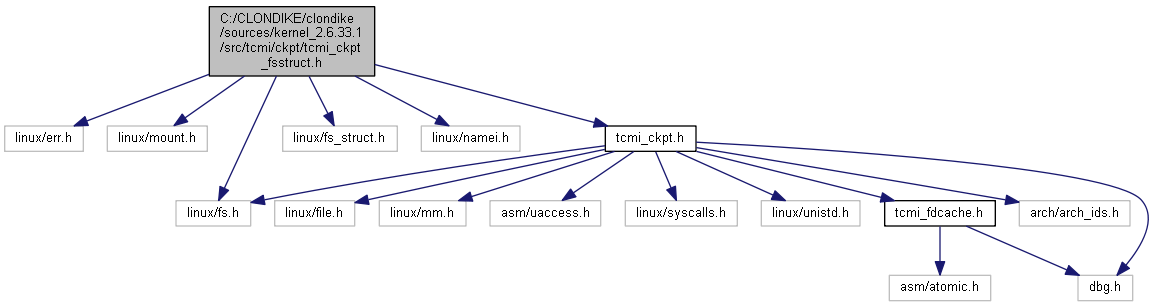 C:/CLONDIKE/clondike
/sources/kernel_2.6.33.1
/src/tcmi/ckpt/tcmi_ckpt
_fsstruct.h
linux/err.h
linux/mount.h
linux/fs_struct.h
linux/namei.h
tcmi_ckpt.h
linux/fs.h
linux/file.h
linux/mm.h
asm/uaccess.h
linux/syscalls.h
linux/unistd.h
tcmi_fdcache.h
arch/arch_ids.h
asm/atomic.h
dbg.h